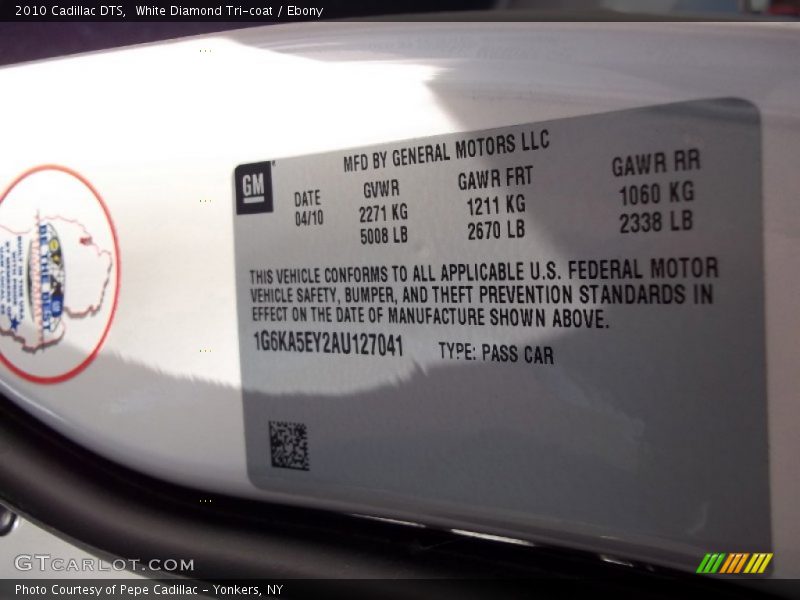 2010 Cadillac DTS, White Diamond Tri-coat / Ebony
GM
MFD BY GENERAL MOTORS LLC
DATE GVWR GAWR FRT GAWR RR
04/10 2271 KG 1211 KG 1060 KG
5008 LB 2670 LB 2338 LB
THIS VEHICLE CONFORMS TO ALL APPLICABLE U.S. FEDERAL MOTOR
VEHICLE SAFETY, BUMPER, AND THEFT PREVENTION STANDARDS IN
EFFECT ON THE DATE OF MANUFACTURE SHOWN ABOVE.
1G6KA5EY2AU127041 TYPE: PASS CAR
THE BEST
GTCARLOT.COM
Photo Courtesy of Pepe Cadillac - Yonkers, NY